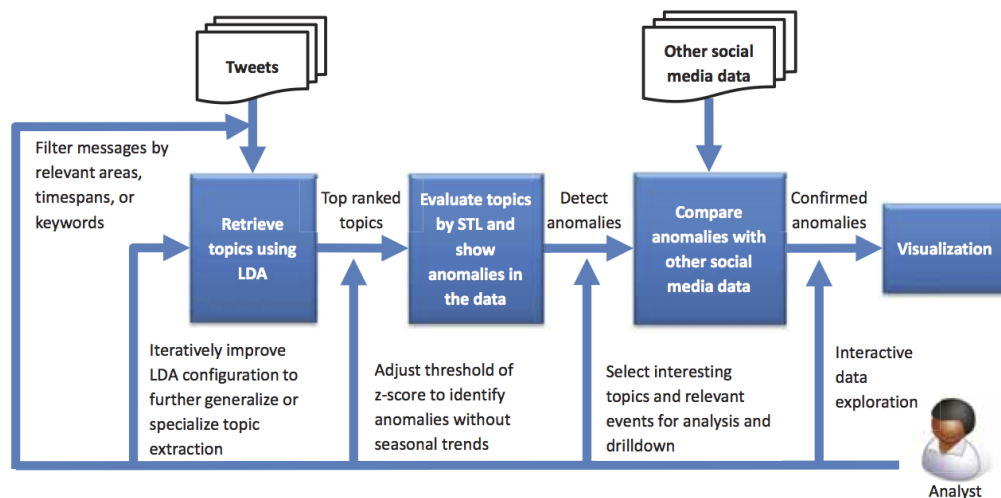 Tweets
Other social
media data
Filter messages by
relevant areas,
timespans, or
keywords
Retrieve
topics using
LDA
Top ranked
topics
Evaluate topics
by STL and
show
anomalies in
the data
Detect
anomalies
Compare
anomalies with
other social
media data
Confirmed
anomalies
Visualization
Iteratively improve
LDA configuration to
further generalize or
specialize topic
extraction
Adjust threshold of
z-score to identify
anomalies without
seasonal trends
Select interesting
topics and relevant
events for analysis and
drilldown
Interactive
data
exploration
Analyst